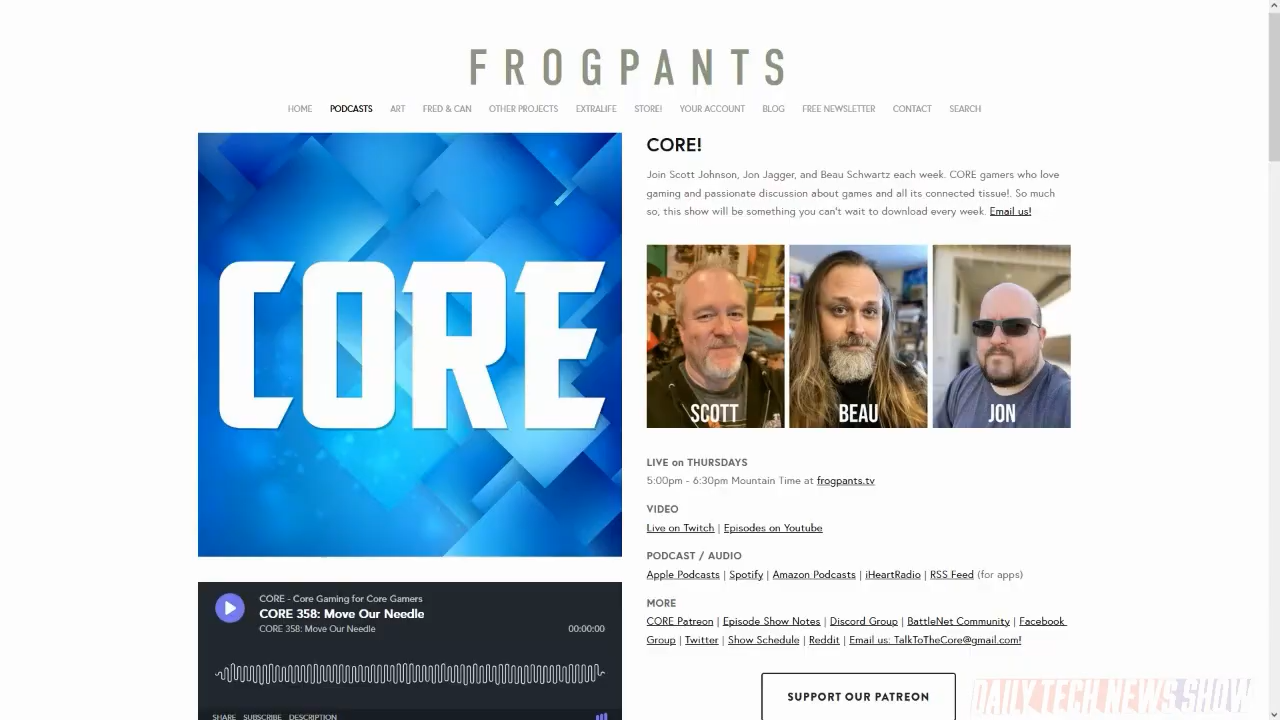 FROGPANTS
HOME PODCASTS ART FRED & CAN OTHER PROJECTS EXTRALIFE STORE! YOUR ACCOUNT BLOG FREE NEWSLETTER CONTACT SEARCH
CORE
CORE - Core Gaming for Core Gamers
CORE 358: Move Our Needle
CORE 358: Move Our Needle 00:00:00
SHARE SUBSCRIBE DESCRIPTION
CORE!
Join Scott Johnson, Jon Jagger, and Beau Schwartz each week. CORE gamers who love
gaming and passionate discussion about games and all its connected tissue!. So much
so, this show will be something you can't wait to download every week. Email us!
SCOTT BEAU JON
LIVE on THURSDAYS
5:00pm - 6:30pm Mountain Time at frogpants.tv
VIDEO
Live on Twitch | Episodes on Youtube
PODCAST / AUDIO
Apple Podcasts | Spotify | Amazon Podcasts | iHeartRadio | RSS Feed (for apps)
MORE
CORE Patreon | Episode Show Notes | Discord Group | BattleNet Community | Facebook
Group | Twitter | Show Schedule | Reddit | Email us: TalkToTheCore@gmail.com!
SUPPORT OUR PATREON
DAILY TECH NEWS SHOW